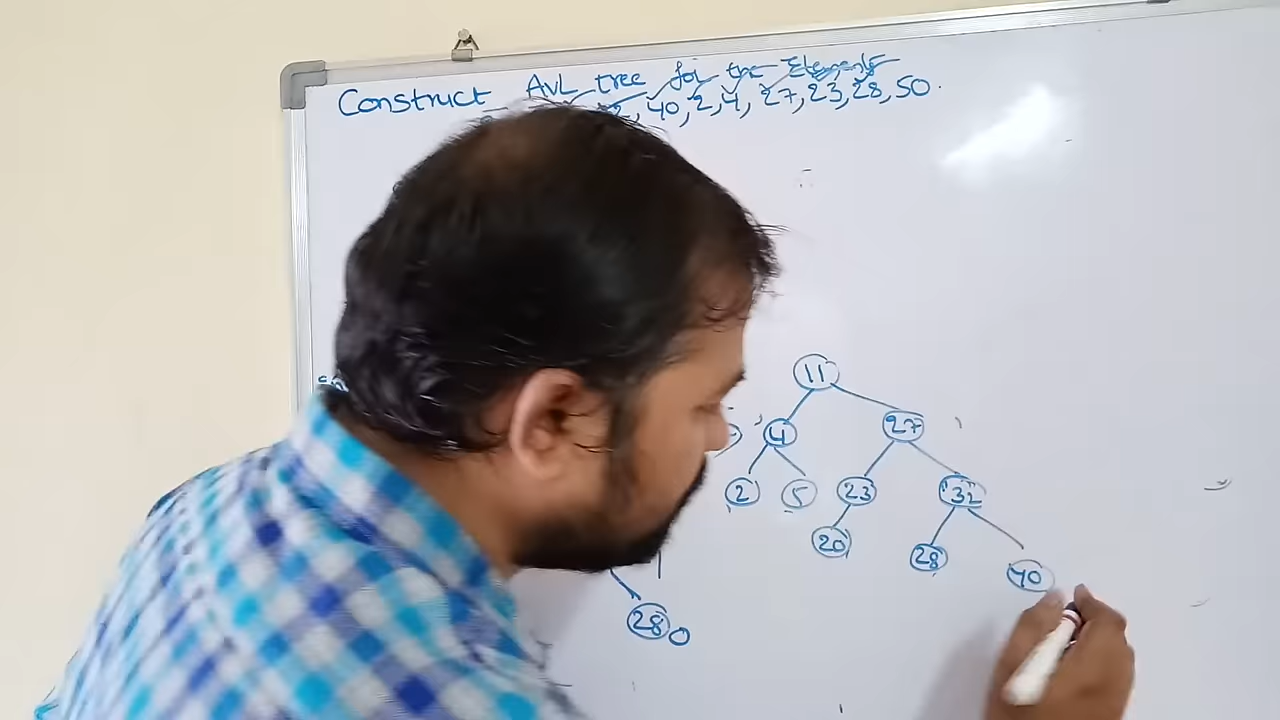 Construct AVL tree for the Elements
40, 2, 4, 27, 23, 28, 50.
11
4 27
2 5 23 32
20 28 40
28 0